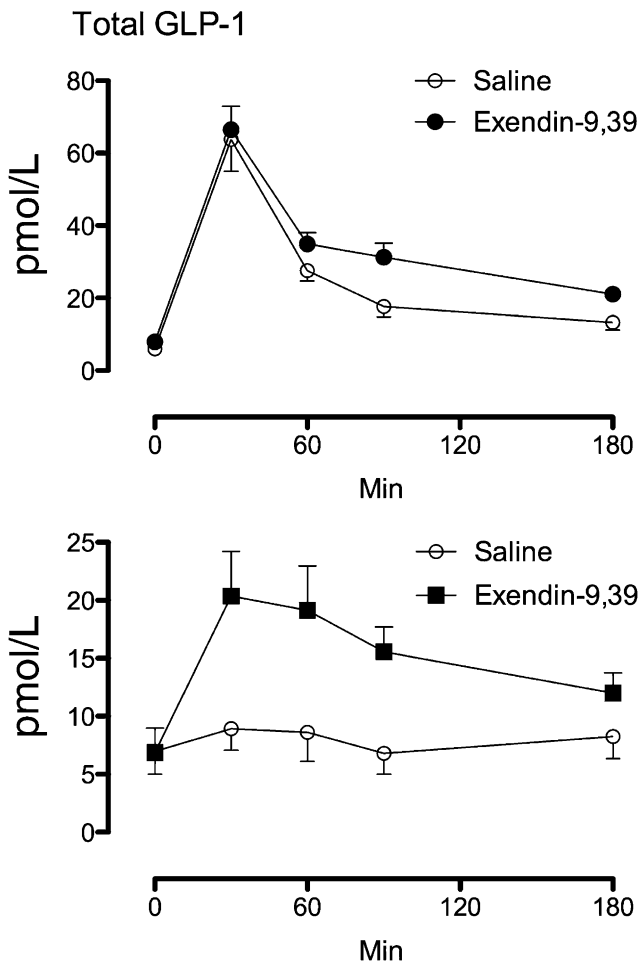 Total GLP-1
80
60
40
20
0
pmol/L
Saline
Exendin-9,39
0 60 120 180
Min
25
20
15
10
5
0
pmol/L
Saline
Exendin-9,39
0 60 120 180
Min